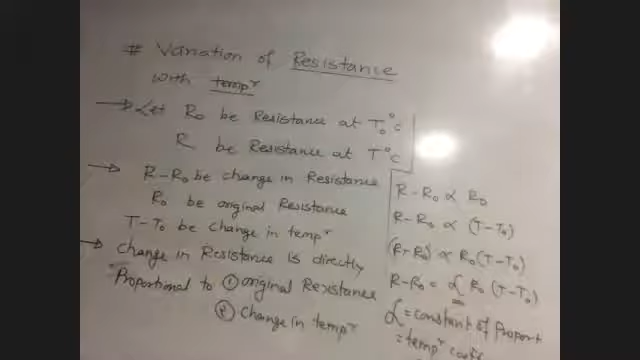 # Variation of Resistance
with tempr
→ Let R₀ be Resistance at T₀°C
R be Resistance at T°C
→ R-R₀ be change in Resistance
R₀ be original Resistance
T-T₀ be change in tempr
→ change in Resistance is directly
Proportional to ① original Resistance
② change in tempr
R-R₀ ∝ R₀
R-R₀ ∝ (T-T₀)
(R-R₀) ∝ R₀(T-T₀)
R-R₀ = α R₀ (T-T₀)
α = constant of Proport
= tempr coeff